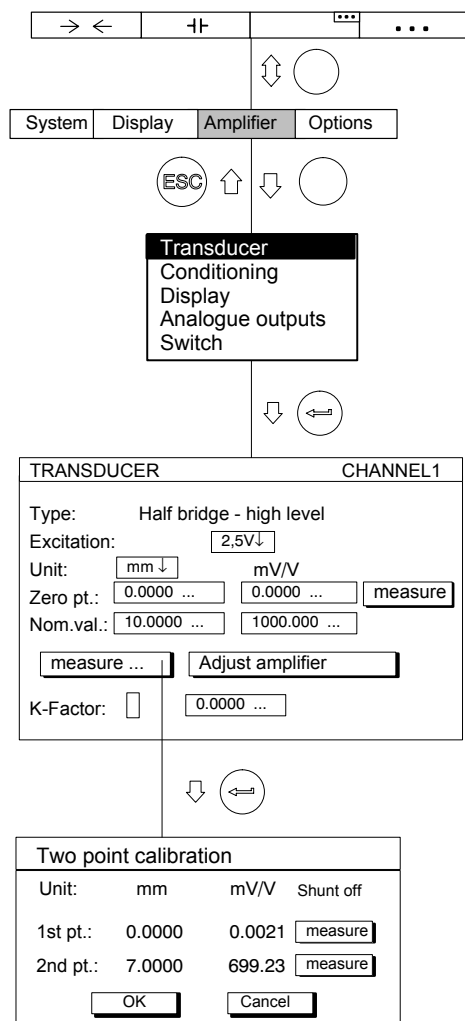 → ← ⊣⊢ ... ...
System Display Amplifier Options
ESC
Transducer
Conditioning
Display
Analogue outputs
Switch
TRANSDUCER CHANNEL1
Type: Half bridge - high level
Excitation: 2,5V↓
Unit: mm ↓ mV/V
Zero pt.: 0.0000 ... 0.0000 ... measure
Nom.val.: 10.0000 ... 1000.000 ...
measure ... Adjust amplifier
K-Factor: 0.0000 ...
Two point calibration
Unit: mm mV/V Shunt off
1st pt.: 0.0000 0.0021 measure
2nd pt.: 7.0000 699.23 measure
OK Cancel